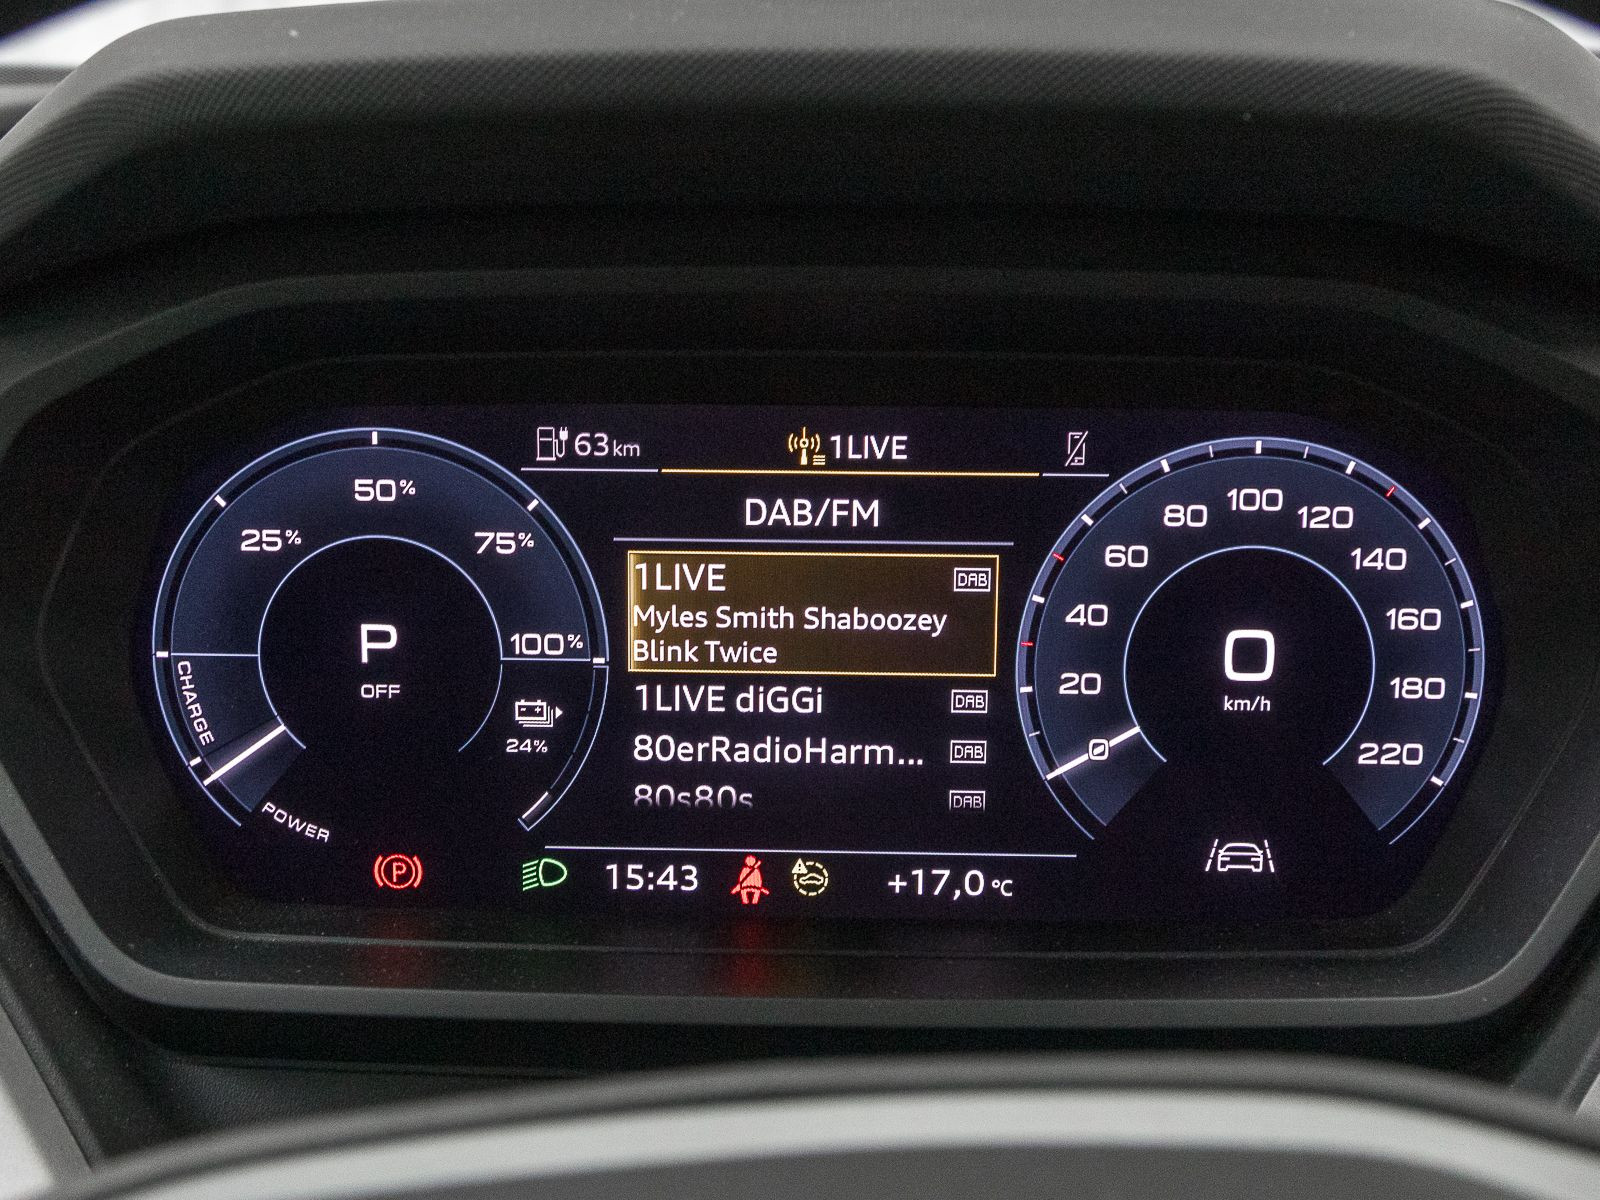 63 km
1LIVE
DAB/FM
50%
25%
75%
100%
CHARGE
POWER
P
OFF
24%
1LIVE DAB
Myles Smith Shaboozey
Blink Twice
1LIVE diGGi DAB
80erRadioHarm... DAB
80s80s DAB
100
80
120
60
140
40
160
20
180
220
0
km/h
P
15:43
+17,0 °C